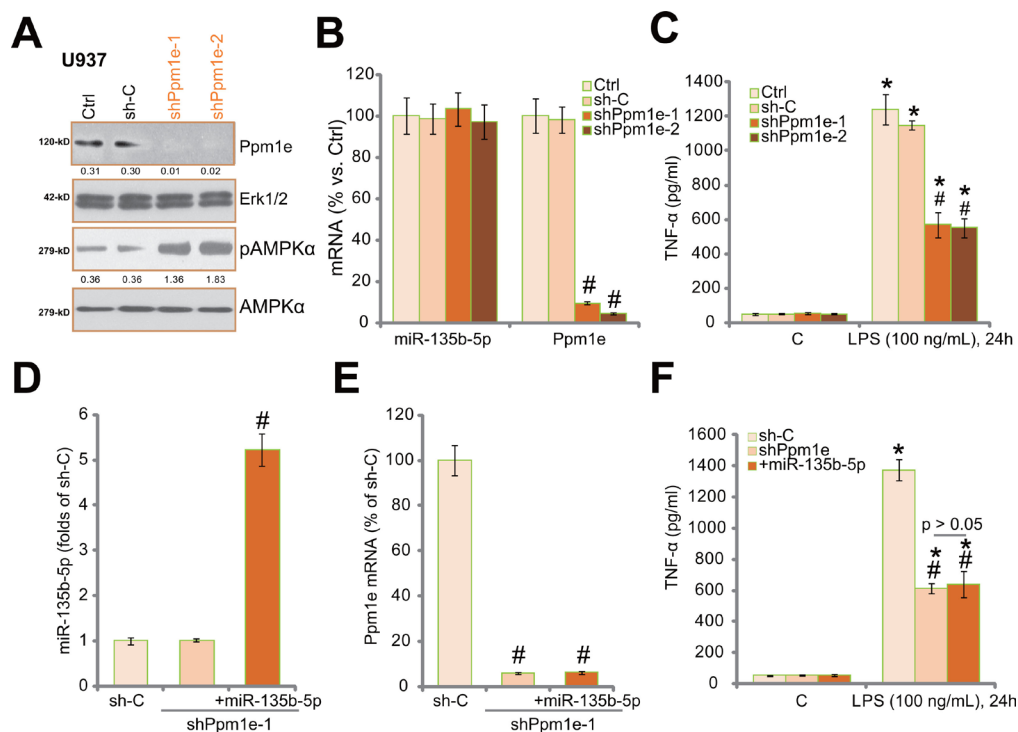 A
U937
Ctrl
sh-C
shPpm1e-1
shPpm1e-2
120-kD
Ppm1e
0.31 0.30 0.01 0.02
42-kD
Erk1/2
279-kD
pAMPKα
0.36 0.36 1.36 1.83
279-kD
AMPKα
B
mRNA (% vs. Ctrl)
120
100
80
60
40
20
0
Ctrl
sh-C
shPpm1e-1
shPpm1e-2
# #
miR-135b-5p Ppm1e
C
TNF-α (pg/ml)
1400
1200
1000
800
600
400
200
0
Ctrl
sh-C
shPpm1e-1
shPpm1e-2
* *
* *
# #
C LPS (100 ng/mL), 24h
D
miR-135b-5p (folds of sh-C)
6
5
4
3
2
1
0
#
sh-C +miR-135b-5p
shPpm1e-1
E
Ppm1e mRNA (% of sh-C)
120
100
80
60
40
20
0
# #
sh-C +miR-135b-5p
shPpm1e-1
F
TNF-α (pg/ml)
1600
1400
1200
1000
800
600
400
200
0
sh-C
shPpm1e
+miR-135b-5p
*
p > 0.05
* *
# #
C LPS (100 ng/mL), 24h